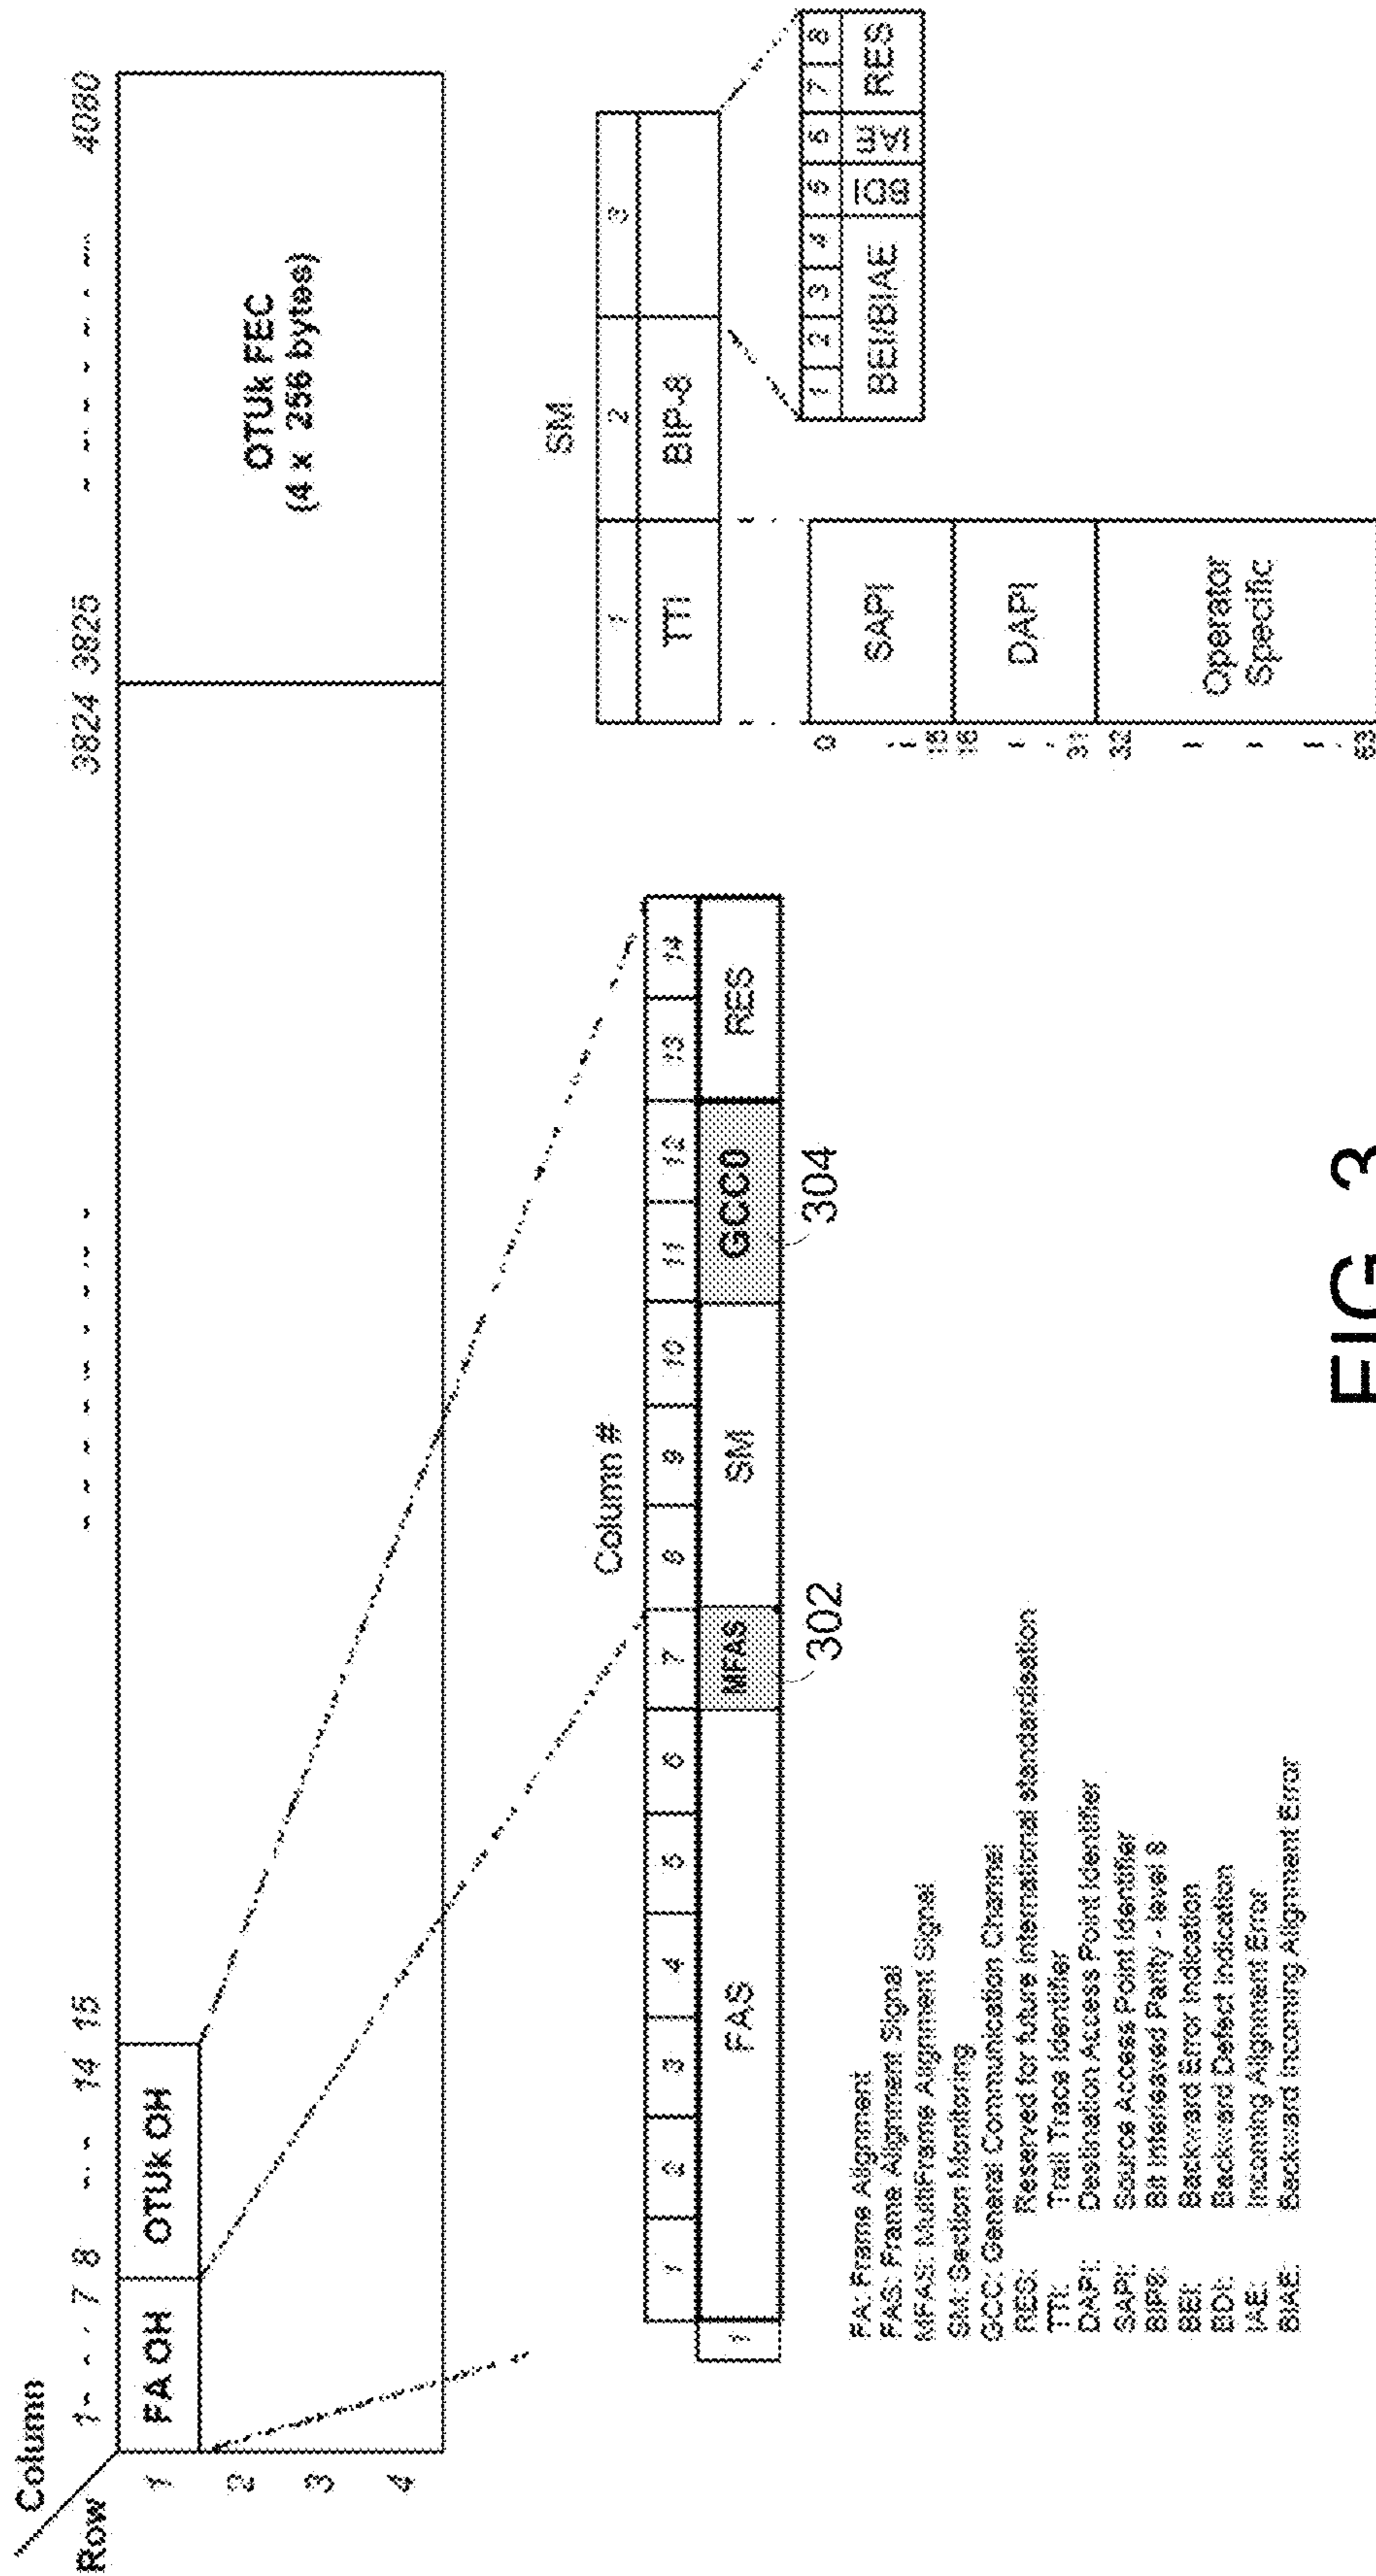 Column
Row
1 7 8 14 15 3824 3825 4080
1
2
3
4
FA OH
OTUk OH
OTUk FEC
(4 x 256 bytes)
Column #
1 2 3 4 5 6 7 8 9 10 11 12 13 14
1
FAS
MFAS
SM
GCC0
RES
302
304
SM
1 2 3
TTI
BIP-8
1 2 3 4 5 6 7 8
BEI/BIAE
BDI
IAE
RES
0
15
16
31
32
63
SAPI
DAPI
Operator
Specific
FA: Frame Alignment
FAS: Frame Alignment Signal
MFAS: MultiFrame Alignment Signal
SM: Section Monitoring
GCC: General Communication Channel
RES: Reserved for future international standardisation
TTI: Trail Trace Identifier
DAPI: Destination Access Point Identifier
SAPI: Source Access Point Identifier
BIP8: Bit Interleaved Parity - level 8
BEI: Backward Error Indication
BDI: Backward Defect Indication
IAE: Incoming Alignment Error
BIAE: Backward Incoming Alignment Error
FIG. 3